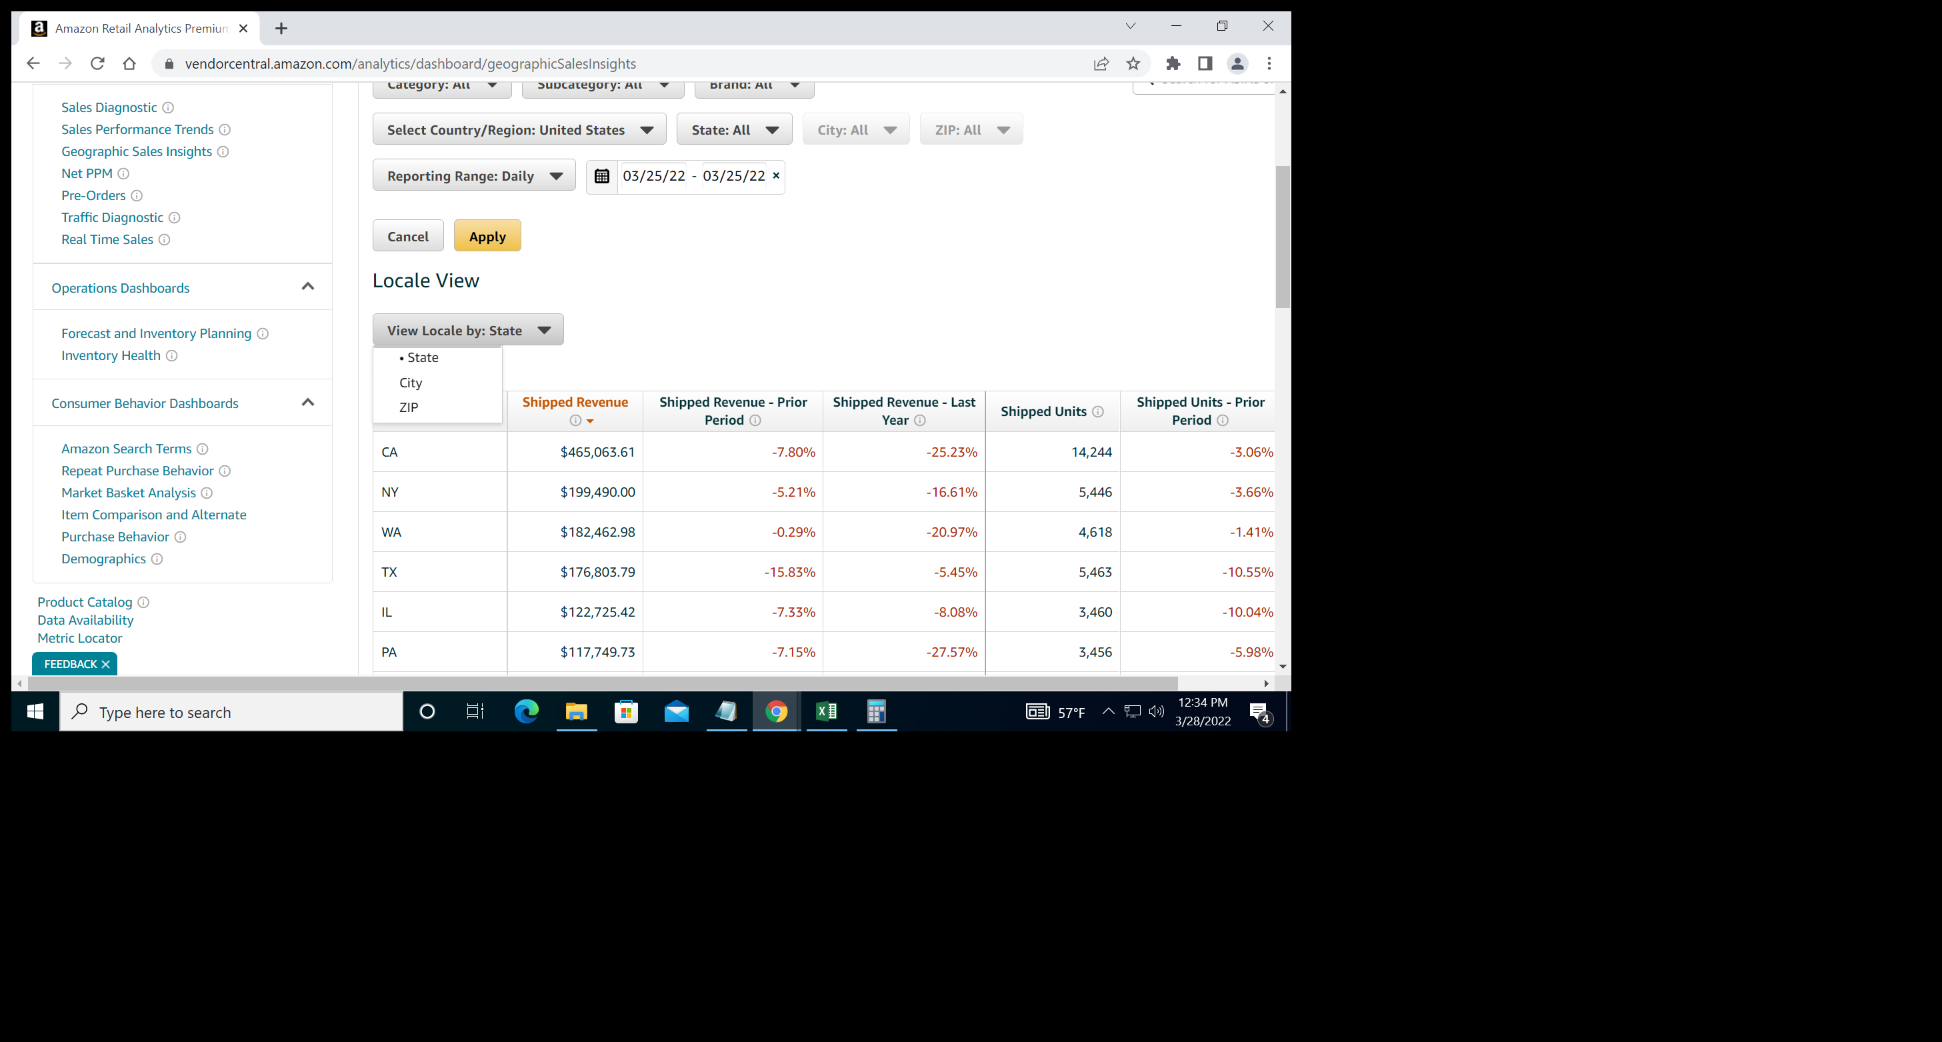 Amazon Retail Analytics Premium
vendorcentral.amazon.com/analytics/dashboard/geographicSalesInsights
Category: All
Subcategory: All
Brand: All
Sales Diagnostic
Sales Performance Trends
Geographic Sales Insights
Net PPM
Pre-Orders
Traffic Diagnostic
Real Time Sales
Operations Dashboards
Forecast and Inventory Planning
Inventory Health
Consumer Behavior Dashboards
Amazon Search Terms
Repeat Purchase Behavior
Market Basket Analysis
Item Comparison and Alternate
Purchase Behavior
Demographics
Product Catalog
Data Availability
Metric Locator
FEEDBACK
Select Country/Region: United States
State: All
City: All
ZIP: All
Reporting Range: Daily
03/25/22 - 03/25/22 ×
Cancel
Apply
Locale View
View Locale by: State
• State
City
ZIP
Shipped Revenue
Shipped Revenue - Prior
Period
Shipped Revenue - Last
Year
Shipped Units
Shipped Units - Prior
Period
CA $465,063.61 -7.80% -25.23% 14,244 -3.06%
NY $199,490.00 -5.21% -16.61% 5,446 -3.66%
WA $182,462.98 -0.29% -20.97% 4,618 -1.41%
TX $176,803.79 -15.83% -5.45% 5,463 -10.55%
IL $122,725.42 -7.33% -8.08% 3,460 -10.04%
PA $117,749.73 -7.15% -27.57% 3,456 -5.98%
Type here to search
57°F
12:34 PM
3/28/2022
4